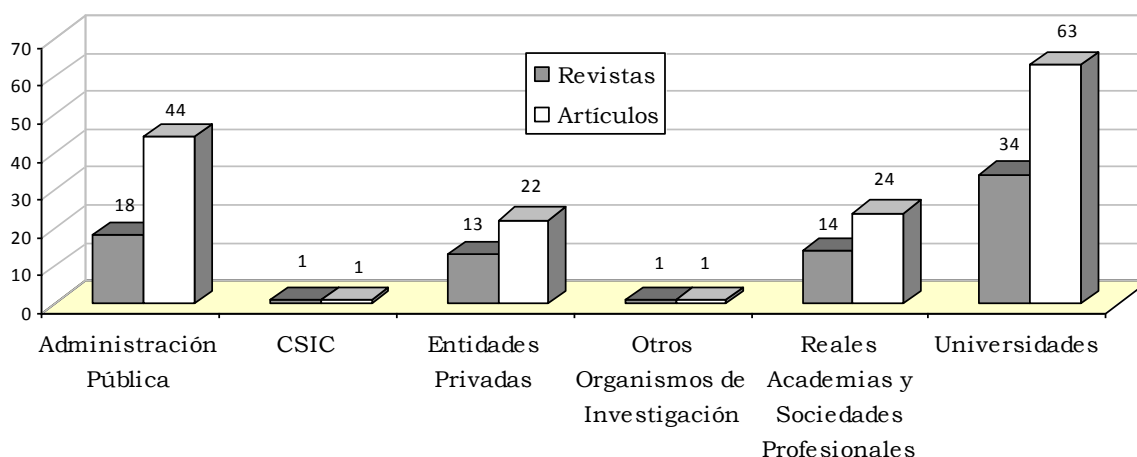 70
60
50
40
30
20
10
0
Revistas
Artículos
18
44
1
1
13
22
1
1
14
24
34
63
Administración
Pública
CSIC
Entidades
Privadas
Otros
Organismos de
Investigación
Reales
Academias y
Sociedades
Profesionales
Universidades